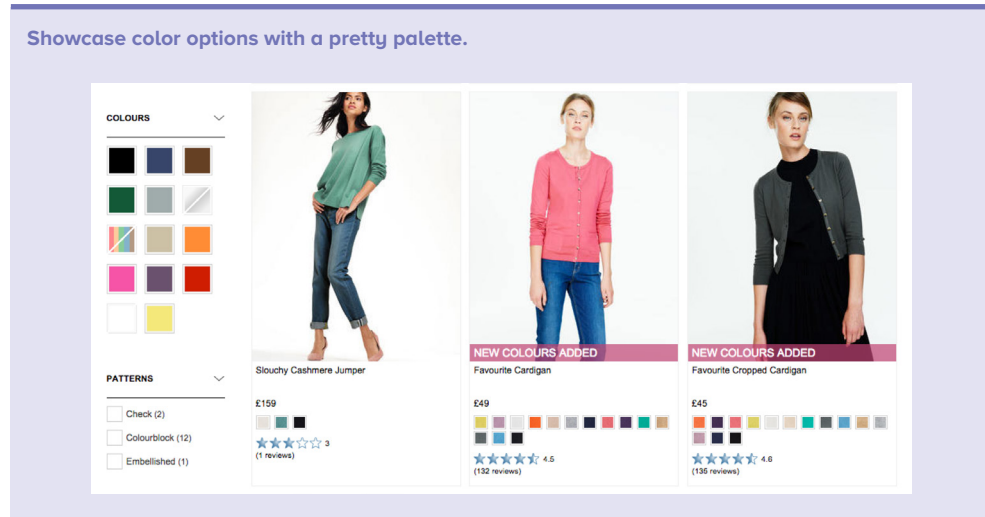 Showcase color options with a pretty palette.
COLOURS
PATTERNS
Check (2)
Colourblock (12)
Embellished (1)
Slouchy Cashmere Jumper
£159
3
(1 reviews)
NEW COLOURS ADDED
Favourite Cardigan
£49
4.5
(132 reviews)
NEW COLOURS ADDED
Favourite Cropped Cardigan
£45
4.6
(135 reviews)